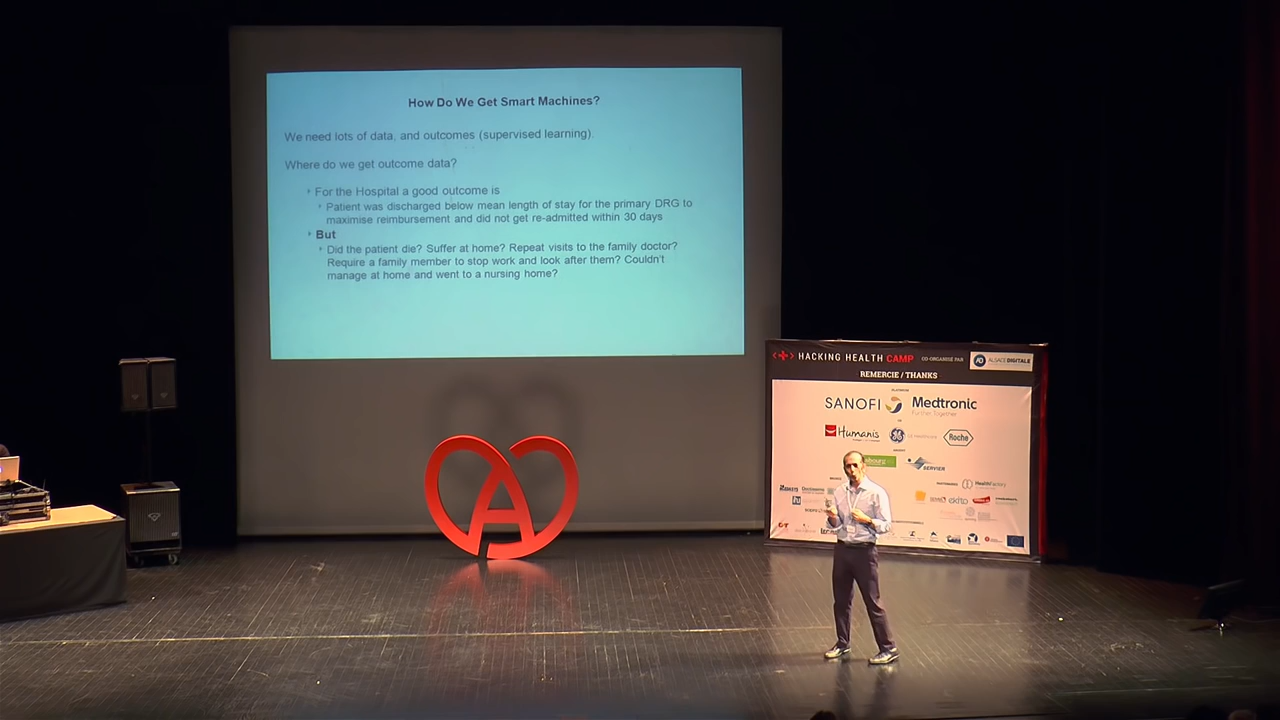 How Do We Get Smart Machines?
We need lots of data, and outcomes (supervised learning).
Where do we get outcome data?
For the Hospital a good outcome is
Patient was discharged below mean length of stay for the primary DRG to
maximise reimbursement and did not get re-admitted within 30 days
But
Did the patient die? Suffer at home? Repeat visits to the family doctor?
Require a family member to stop work and look after them? Couldn't
manage at home and went to a nursing home?
HACKING HEALTH CAMP CO-ORGANISÉ PAR ALSACE DIGITALE
REMERCIE / THANKS
SANOFI Medtronic
Further Together
Humanis GE Healthcare Roche
SERVIER
HealthFactory
A